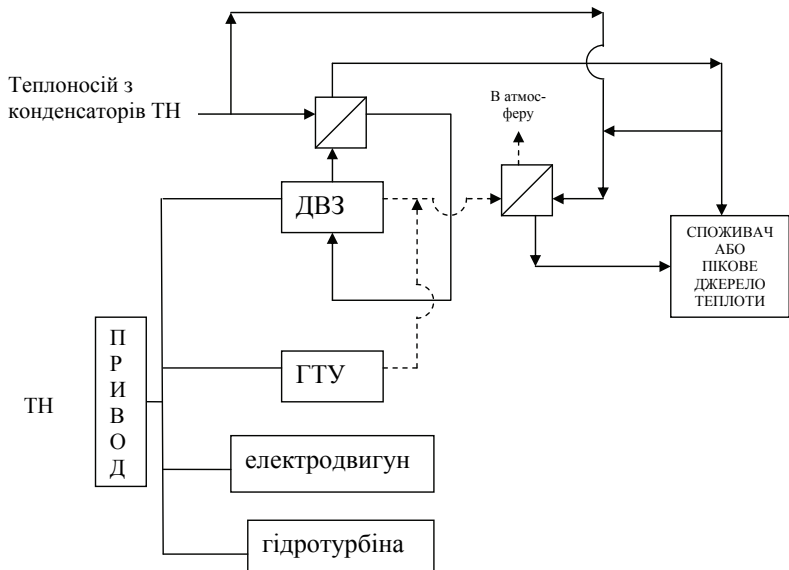 Теплоносій з
конденсаторів ТН
В атмос-
феру
ДВЗ
СПОЖИВАЧ
АБО
ПІКОВЕ
ДЖЕРЕЛО
ТЕПЛОТИ
ГТУ
ТН
П
Р
И
В
О
Д
електродвигун
гідротурбіна